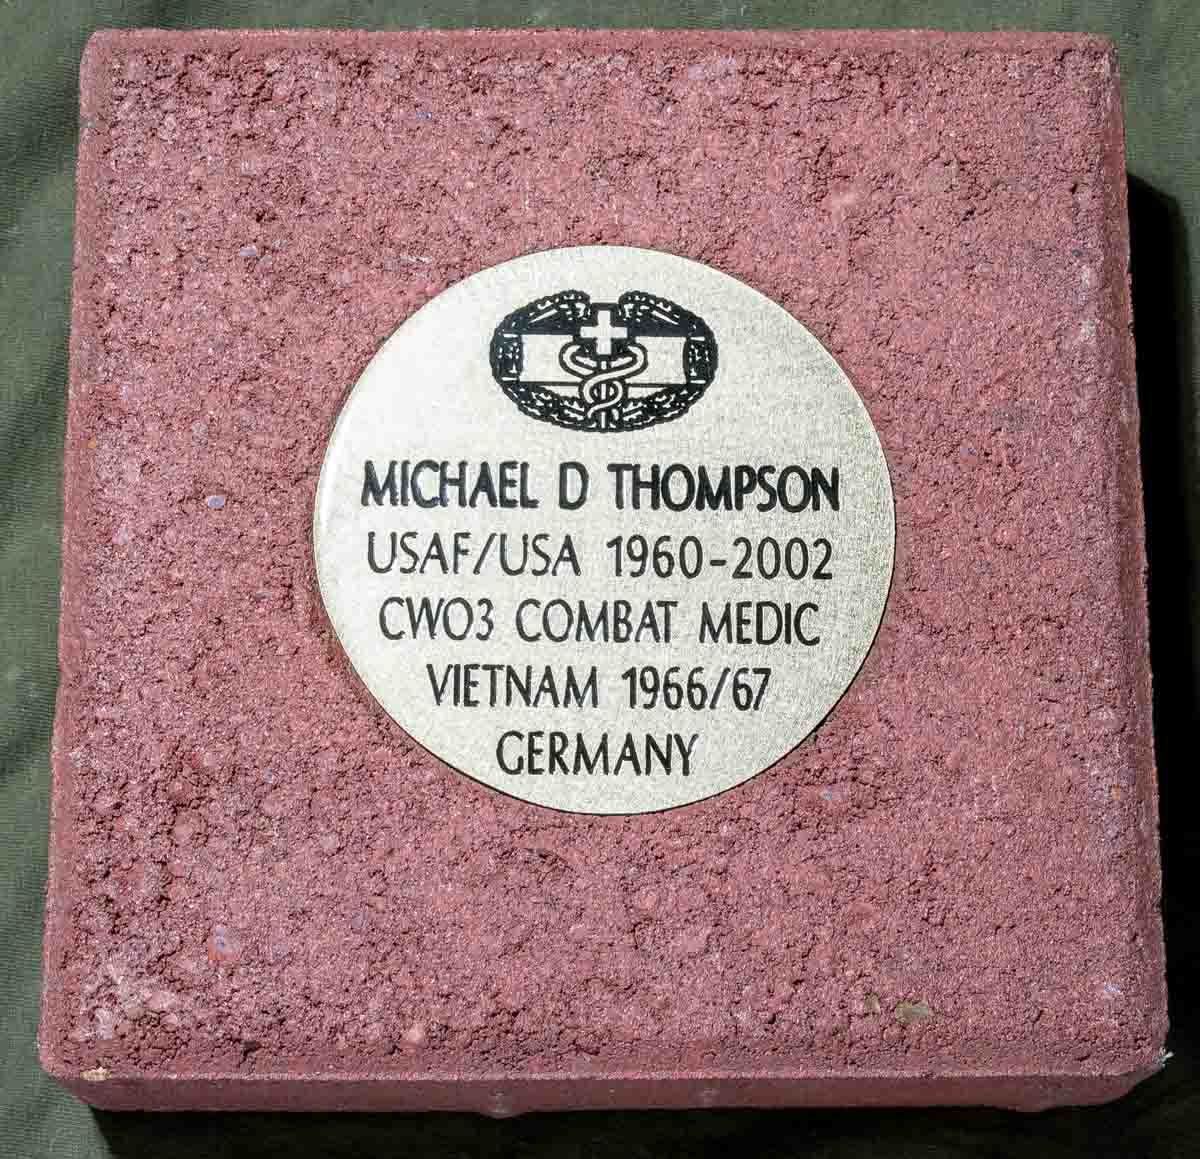 MICHAEL D THOMPSON
USAF/USA 1960-2002
CWO3 COMBAT MEDIC
VIETNAM 1966/67
GERMANY